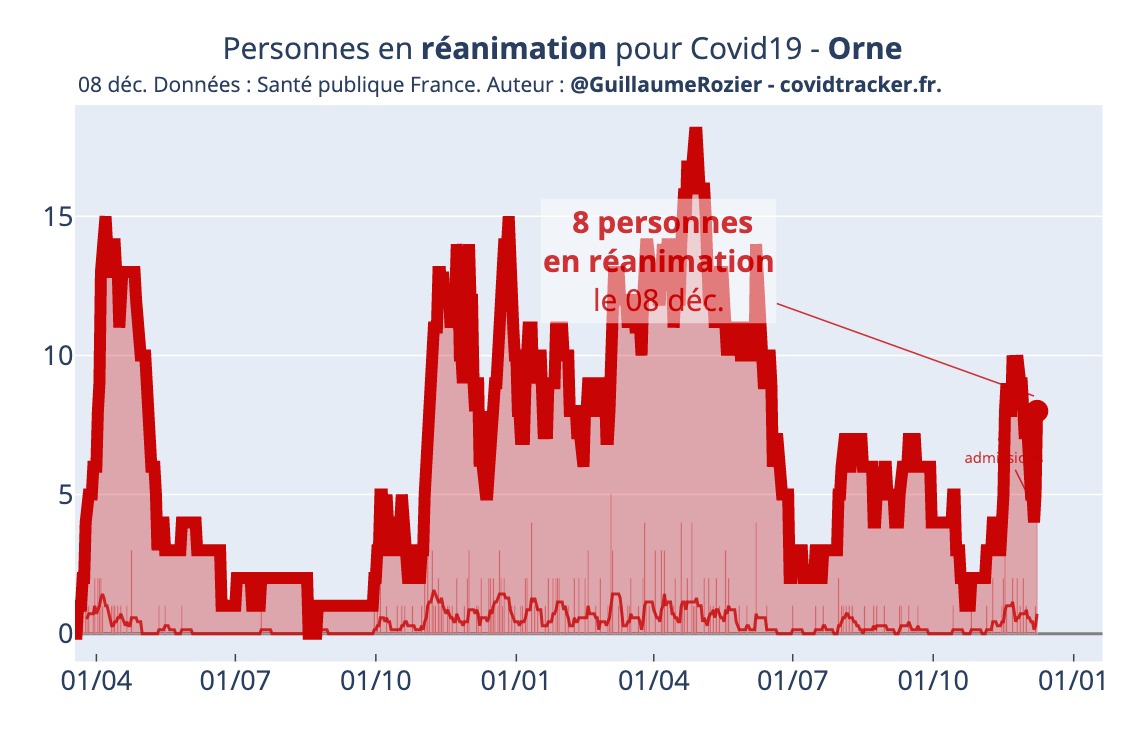 Personnes en réanimation pour Covid19 - Orne
08 déc. Données : Santé publique France. Auteur : @GuillaumeRozier - covidtracker.fr.
15
8 personnes
en réanimation
le 08 déc.
10
5
0
01/04 01/07 01/10 01/01 01/04 01/07 01/10 01/01